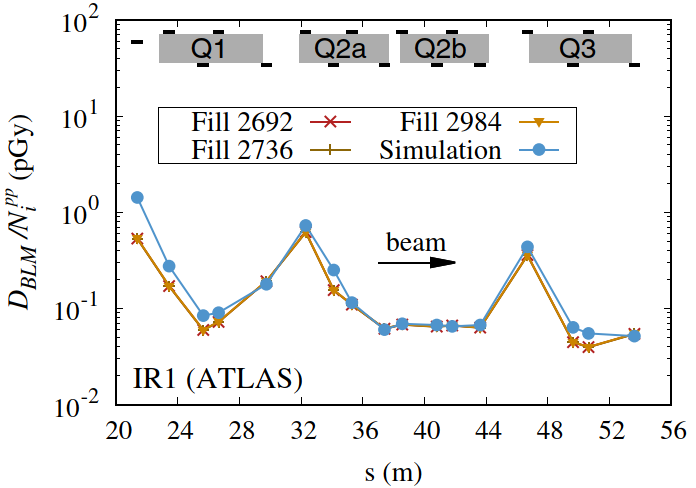 10^2
Q1 Q2a Q2b Q3
10^1
Fill 2692 Fill 2984
Fill 2736 Simulation
10^0
beam
10^-1
IR1 (ATLAS)
10^-2
D_BLM/N_i^pp (pGy)
20 24 28 32 36 40 44 48 52 56
s (m)